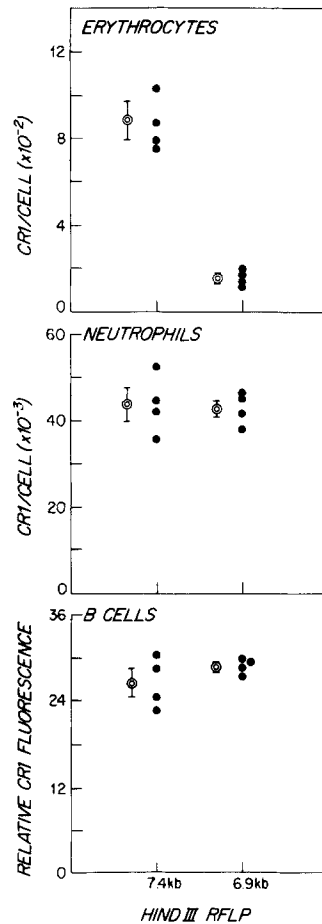 ERYTHROCYTES
12
8
4
0
CR1/CELL (x10-2)
NEUTROPHILS
60
40
20
0
CR1/CELL (x10-3)
B CELLS
36
24
12
0
RELATIVE CR1 FLUORESCENCE
7.4kb 6.9kb
HIND III RFLP